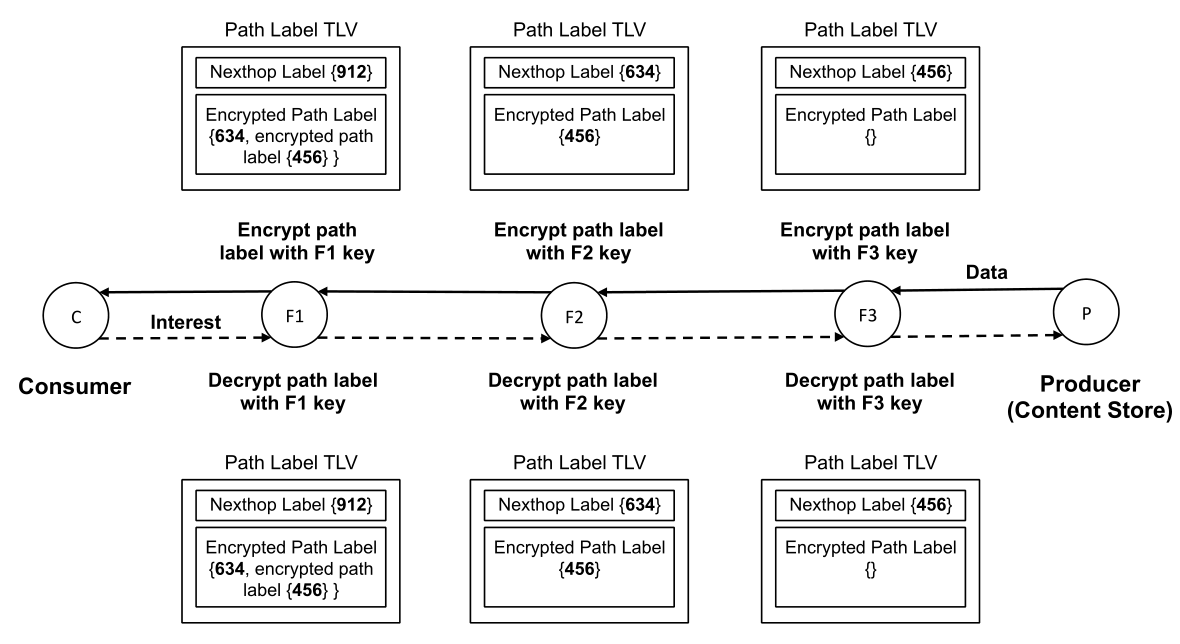 Path Label TLV
Nexthop Label {912}
Encrypted Path Label
{634, encrypted path
label {456} }
Path Label TLV
Nexthop Label {634}
Encrypted Path Label
{456}
Path Label TLV
Nexthop Label {456}
Encrypted Path Label
{}
Encrypt path
label with F1 key
Encrypt path label
with F2 key
Encrypt path label
with F3 key
Data
C
Interest
F1
F2
F3
P
Consumer
Decrypt path label
with F1 key
Decrypt path label
with F2 key
Decrypt path label
with F3 key
Producer
(Content Store)
Path Label TLV
Nexthop Label {912}
Encrypted Path Label
{634, encrypted path
label {456} }
Path Label TLV
Nexthop Label {634}
Encrypted Path Label
{456}
Path Label TLV
Nexthop Label {456}
Encrypted Path Label
{}